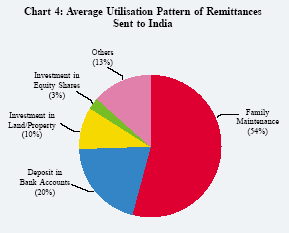 Chart 4: Average Utilisation Pattern of Remittances
Sent to India
Others
(13%)
Investment in
Equity Shares
(3%)
Investment in
Land/Property
(10%)
Deposit in
Bank Accounts
(20%)
Family
Maintenance
(54%)